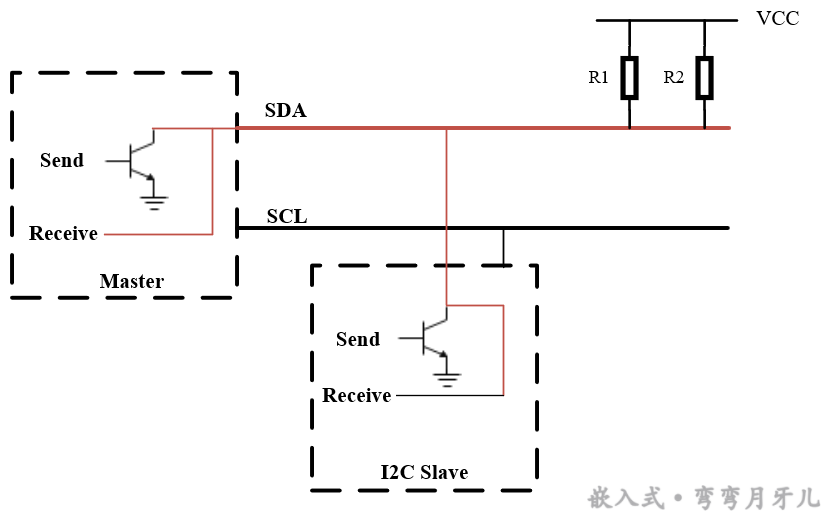 VCC
R1
R2
SDA
Send
Receive
SCL
Master
Send
Receive
I2C Slave
嵌入式·弯弯月牙儿